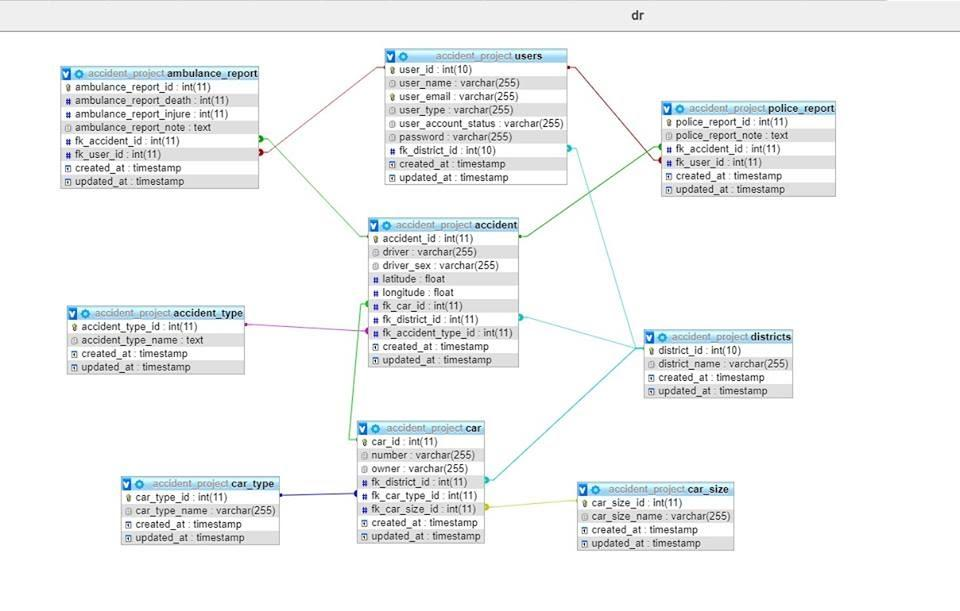 dr
accident_project ambulance_report
ambulance_report_id : int(11)
ambulance_report_death : int(11)
ambulance_report_injure : int(11)
ambulance_report_note : text
fk_accident_id : int(11)
fk_user_id : int(11)
created_at : timestamp
updated_at : timestamp
accident_project users
user_id : int(10)
user_name : varchar(255)
user_email : varchar(255)
user_type : varchar(255)
user_account_status : varchar(255)
password : varchar(255)
fk_district_id : int(10)
created_at : timestamp
updated_at : timestamp
accident_project police_report
police_report_id : int(11)
police_report_note : text
fk_accident_id : int(11)
fk_user_id : int(11)
created_at : timestamp
updated_at : timestamp
accident_project accident
accident_id : int(11)
driver : varchar(255)
driver_sex : varchar(255)
latitude : float
longitude : float
fk_car_id : int(11)
fk_district_id : int(11)
fk_accident_type_id : int(11)
created_at : timestamp
updated_at : timestamp
accident_project accident_type
accident_type_id : int(11)
accident_type_name : text
created_at : timestamp
updated_at : timestamp
accident_project districts
district_id : int(10)
district_name : varchar(255)
created_at : timestamp
updated_at : timestamp
accident_project car
car_id : int(11)
number : varchar(255)
owner : varchar(255)
fk_district_id : int(11)
fk_car_type_id : int(11)
fk_car_size_id : int(11)
created_at : timestamp
updated_at : timestamp
accident_project car_type
car_type_id : int(11)
car_type_name : varchar(255)
created_at : timestamp
updated_at : timestamp
accident_project car_size
car_size_id : int(11)
car_size_name : varchar(255)
created_at : timestamp
updated_at : timestamp